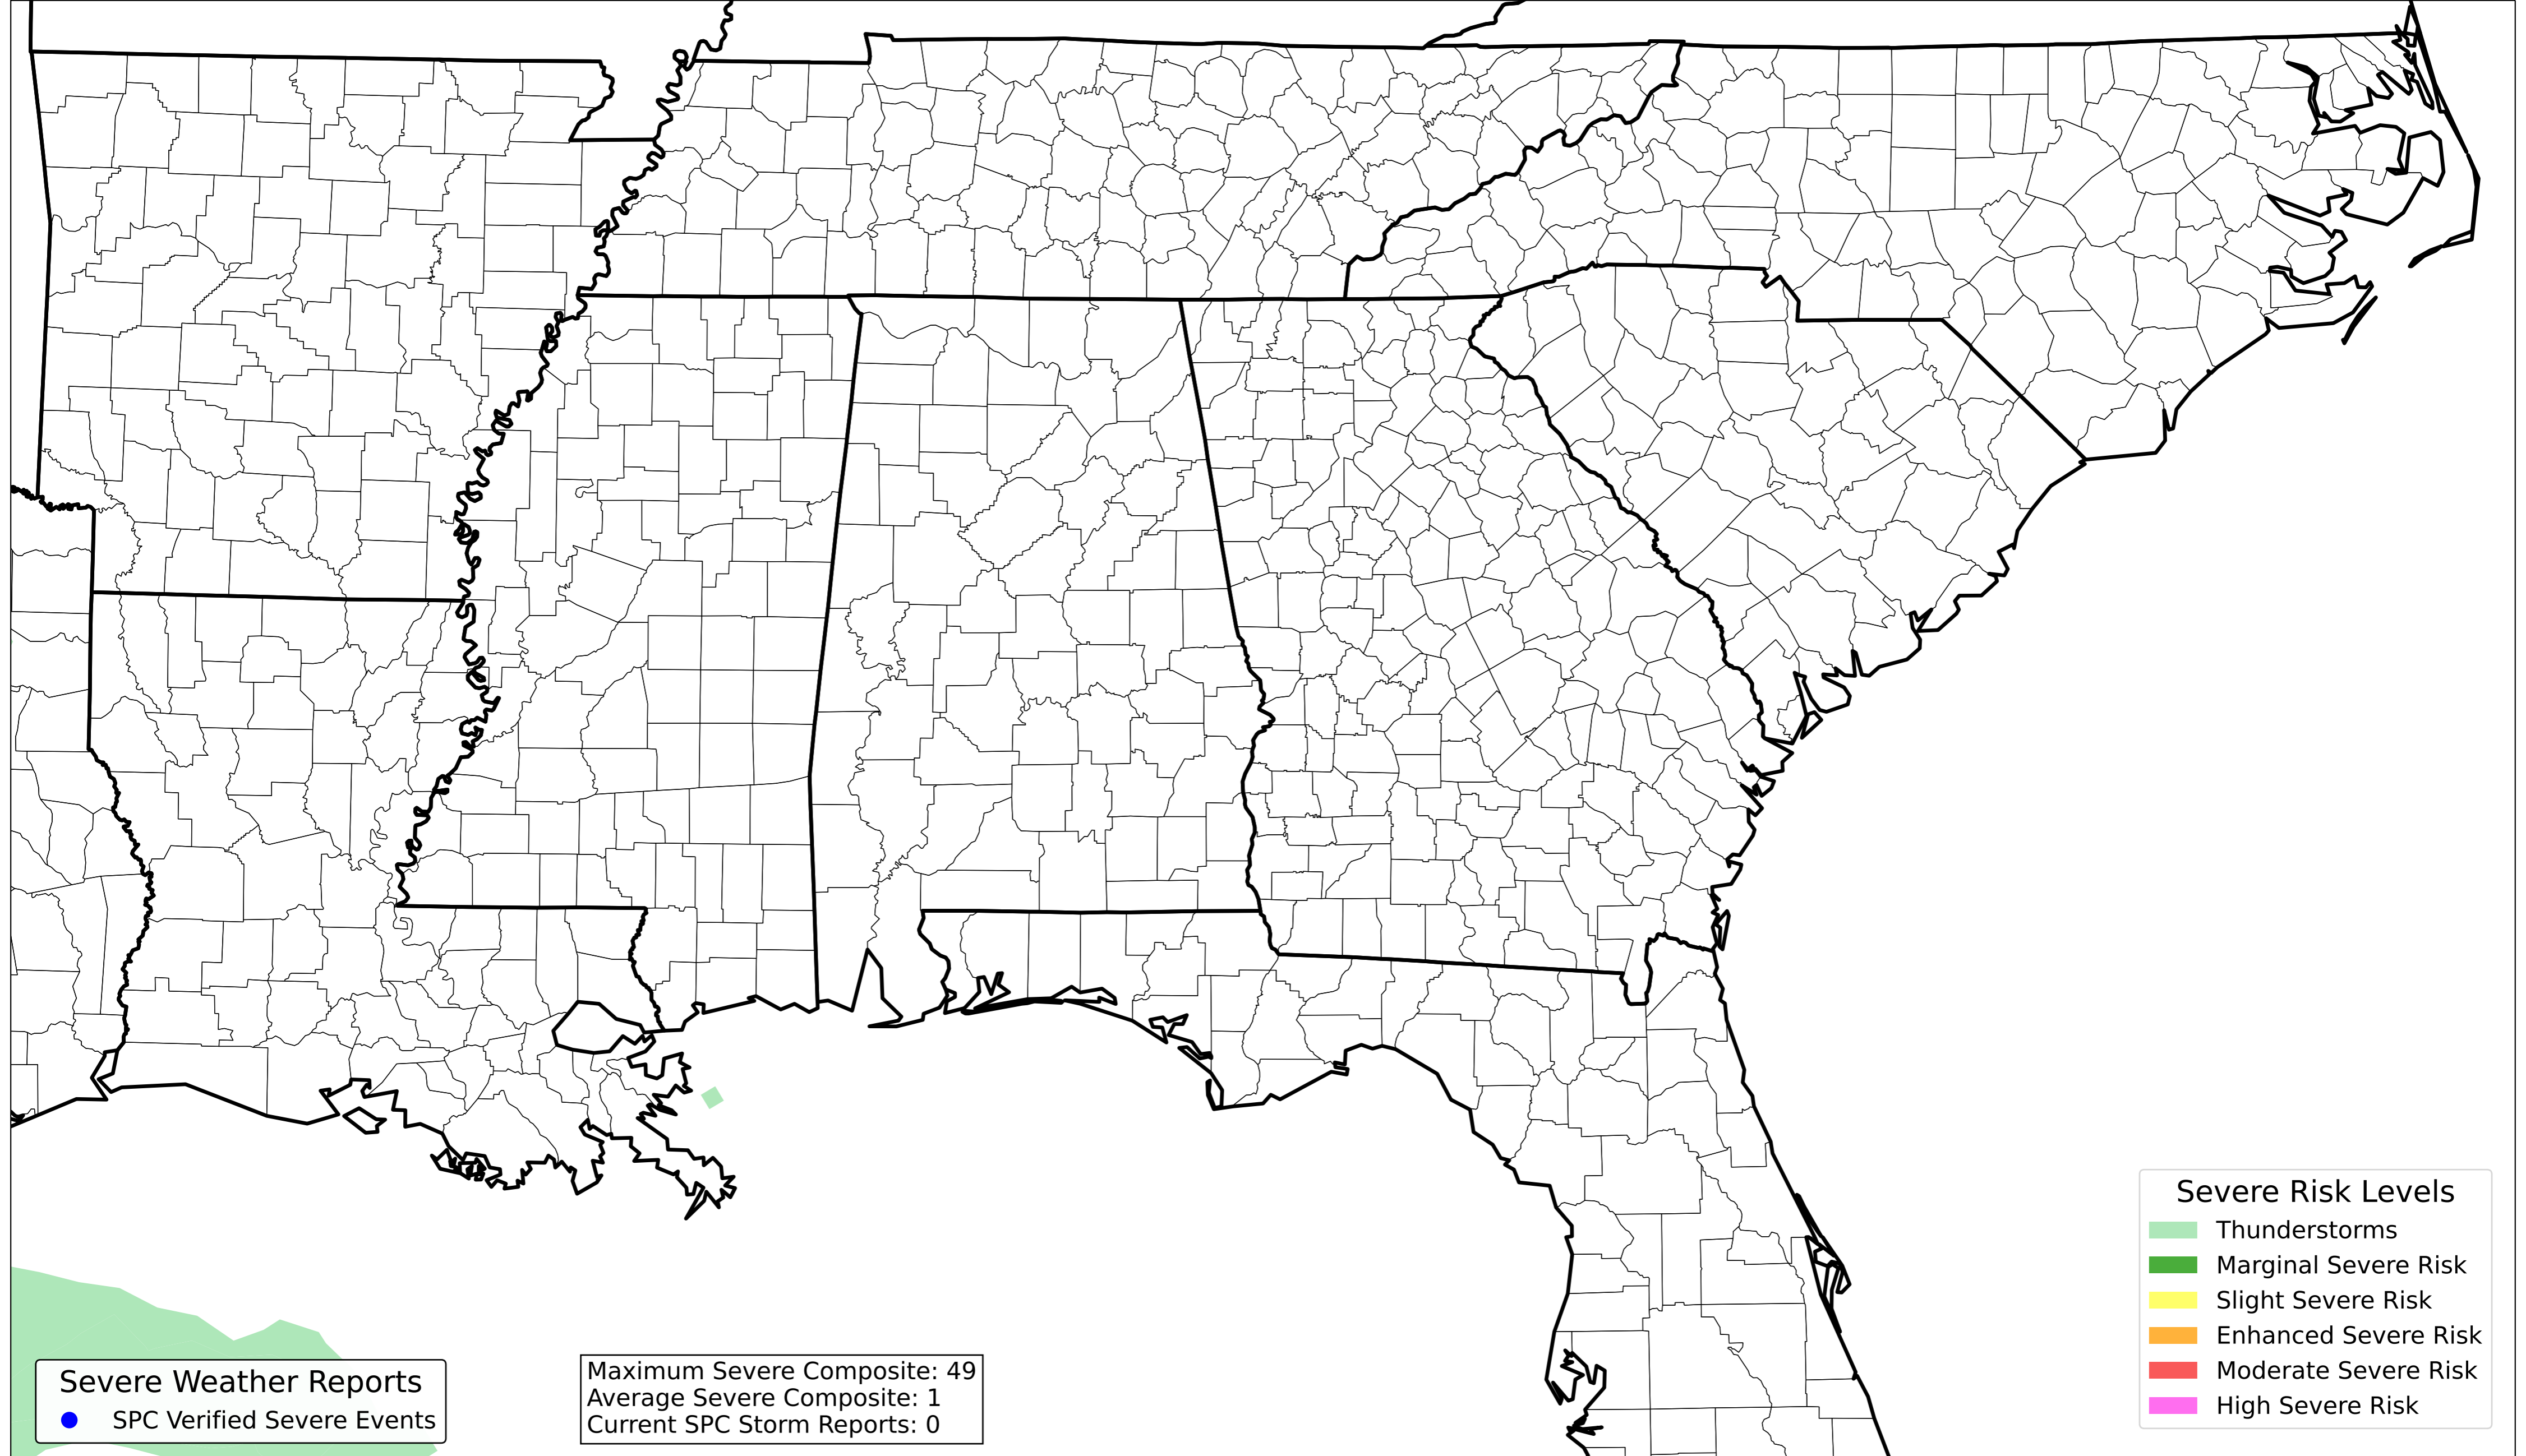 Severe Weather Reports
SPC Verified Severe Events
Maximum Severe Composite: 49
Average Severe Composite: 1
Current SPC Storm Reports: 0
Severe Risk Levels
Thunderstorms
Marginal Severe Risk
Slight Severe Risk
Enhanced Severe Risk
Moderate Severe Risk
High Severe Risk